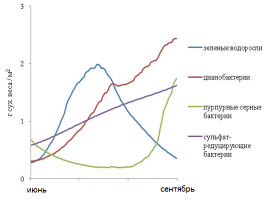 г сух. веса/ м²
3
2
1
0
июнь
сентябрь
зеленые водоросли
цианобактерии
пурпурные серные
бактерии
сульфат-
редуцирующие
бактерии